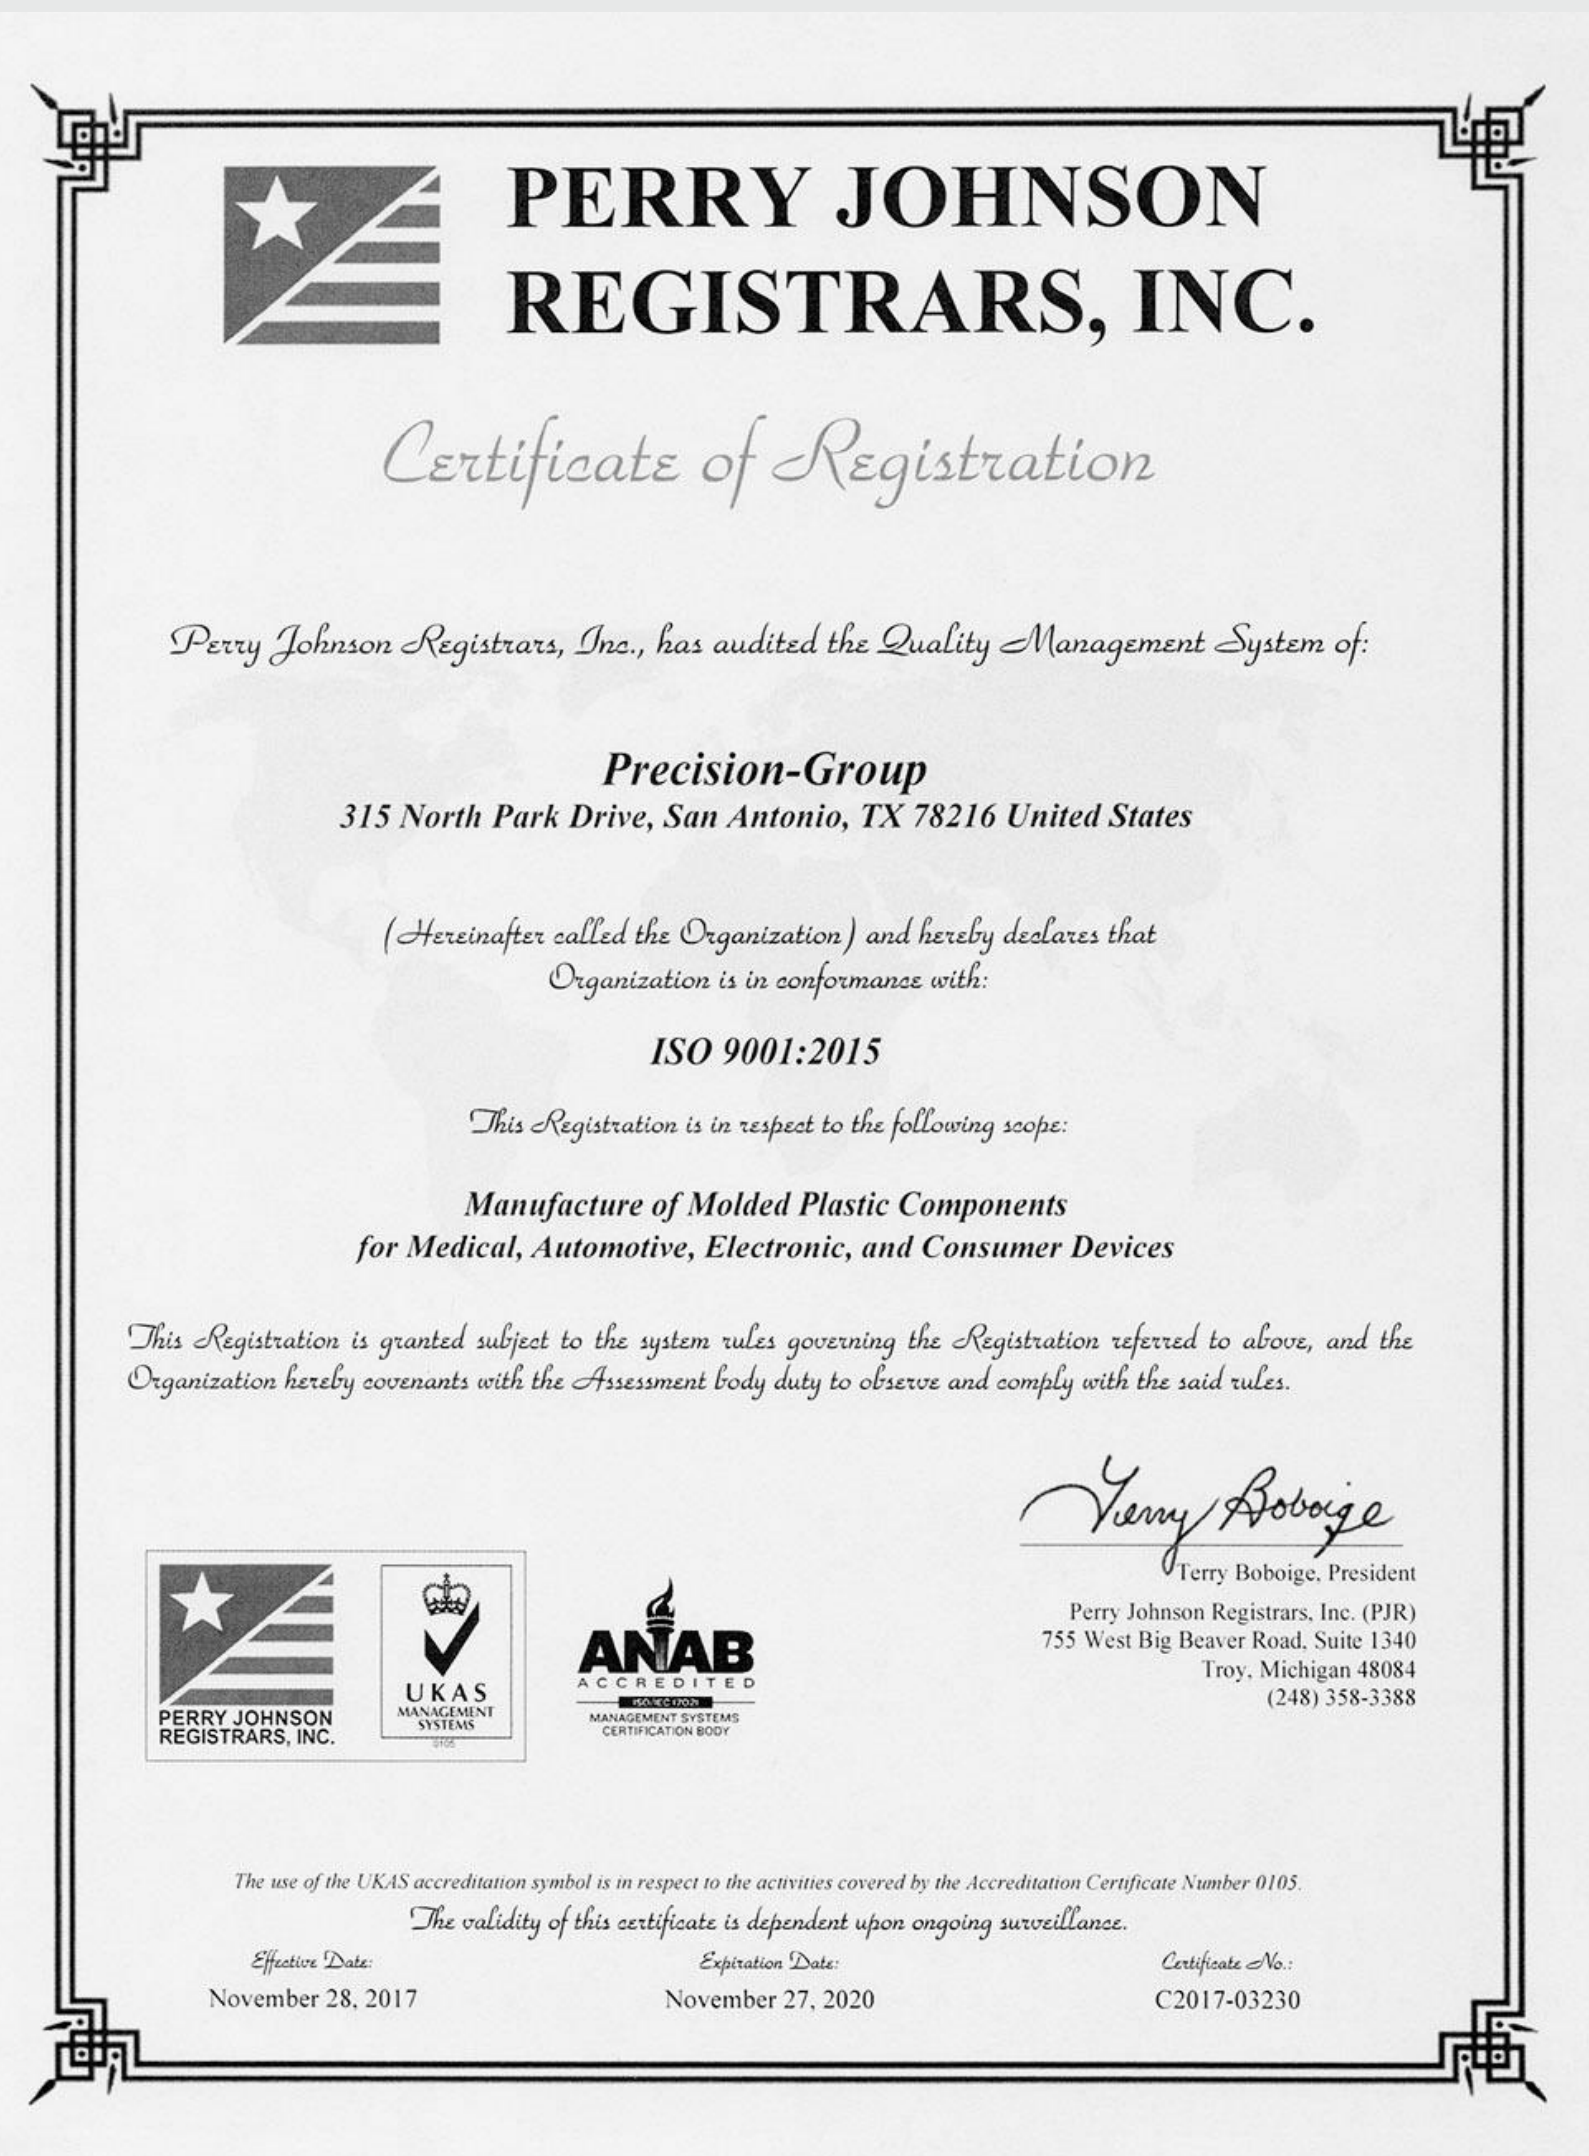 PERRY JOHNSON
REGISTRARS, INC.
Certificate of Registration
Perry Johnson Registrars, Inc., has audited the Quality Management System of:
Precision-Group
315 North Park Drive, San Antonio, TX 78216 United States
(Hereinafter called the Organization) and hereby declares that
Organization is in conformance with:
ISO 9001:2015
This Registration is in respect to the following scope:
Manufacture of Molded Plastic Components
for Medical, Automotive, Electronic, and Consumer Devices
This Registration is granted subject to the system rules governing the Registration referred to above, and the
Organization hereby covenants with the Assessment body duty to observe and comply with the said rules.
Terry Boboige
Terry Boboige, President
Perry Johnson Registrars, Inc. (PJR)
755 West Big Beaver Road, Suite 1340
Troy, Michigan 48084
(248) 358-3388
PERRY JOHNSON
REGISTRARS, INC.
UKAS
MANAGEMENT
SYSTEMS
0105
ANAB
ACCREDITED
ISO/IEC 17021
MANAGEMENT SYSTEMS
CERTIFICATION BODY
The use of the UKAS accreditation symbol is in respect to the activities covered by the Accreditation Certificate Number 0105.
The validity of this certificate is dependent upon ongoing surveillance.
Effective Date:
November 28, 2017
Expiration Date:
November 27, 2020
Certificate No.:
C2017-03230